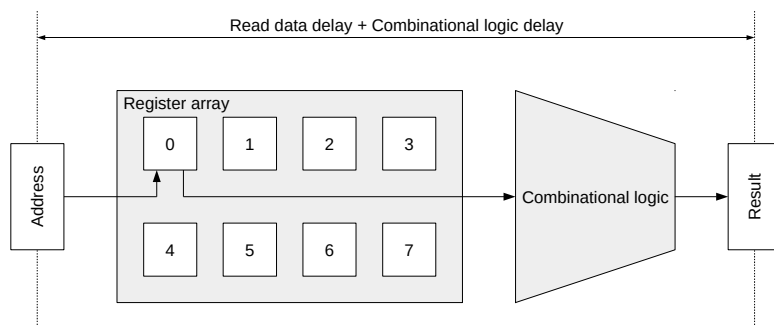 Read data delay + Combinational logic delay
Register array
0 1 2 3
Address
Combinational logic
Result
4 5 6 7